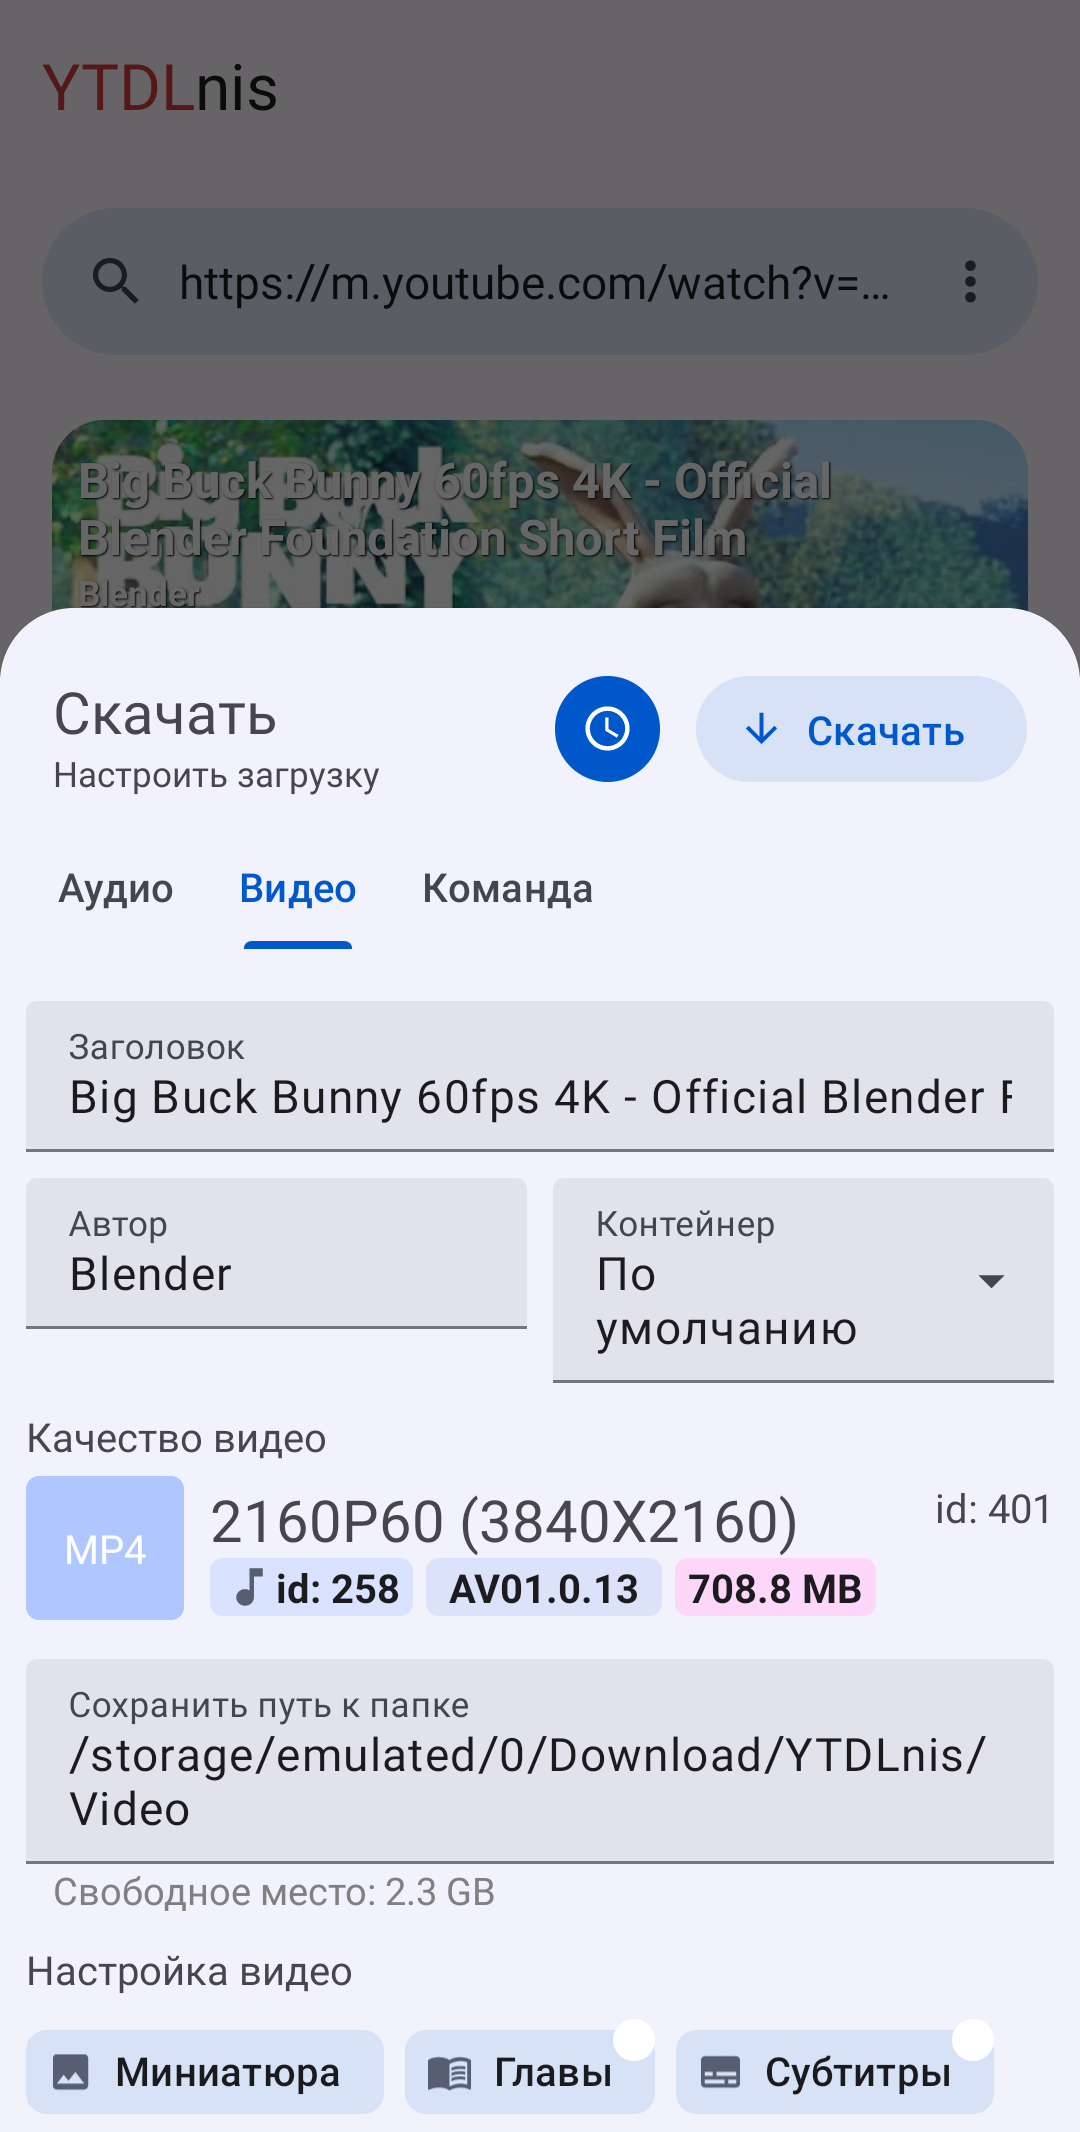 YTDLnis
https://m.youtube.com/watch?v=...
Big Buck Bunny 60fps 4K - Official
Blender Foundation Short Film
Blender
Big Buck
BUNNY
Скачать
Настроить загрузку
Скачать
Аудио
Видео
Команда
Заголовок
Big Buck Bunny 60fps 4K - Official Blender F
Автор
Blender
Контейнер
По
умолчанию
Качество видео
MP4
2160P60 (3840X2160)
id: 401
id: 258
AV01.0.13
708.8 MB
Сохранить путь к папке
/storage/emulated/0/Download/YTDLnis/
Video
Свободное место: 2.3 GB
Настройка видео
Миниатюра
Главы
Субтитры